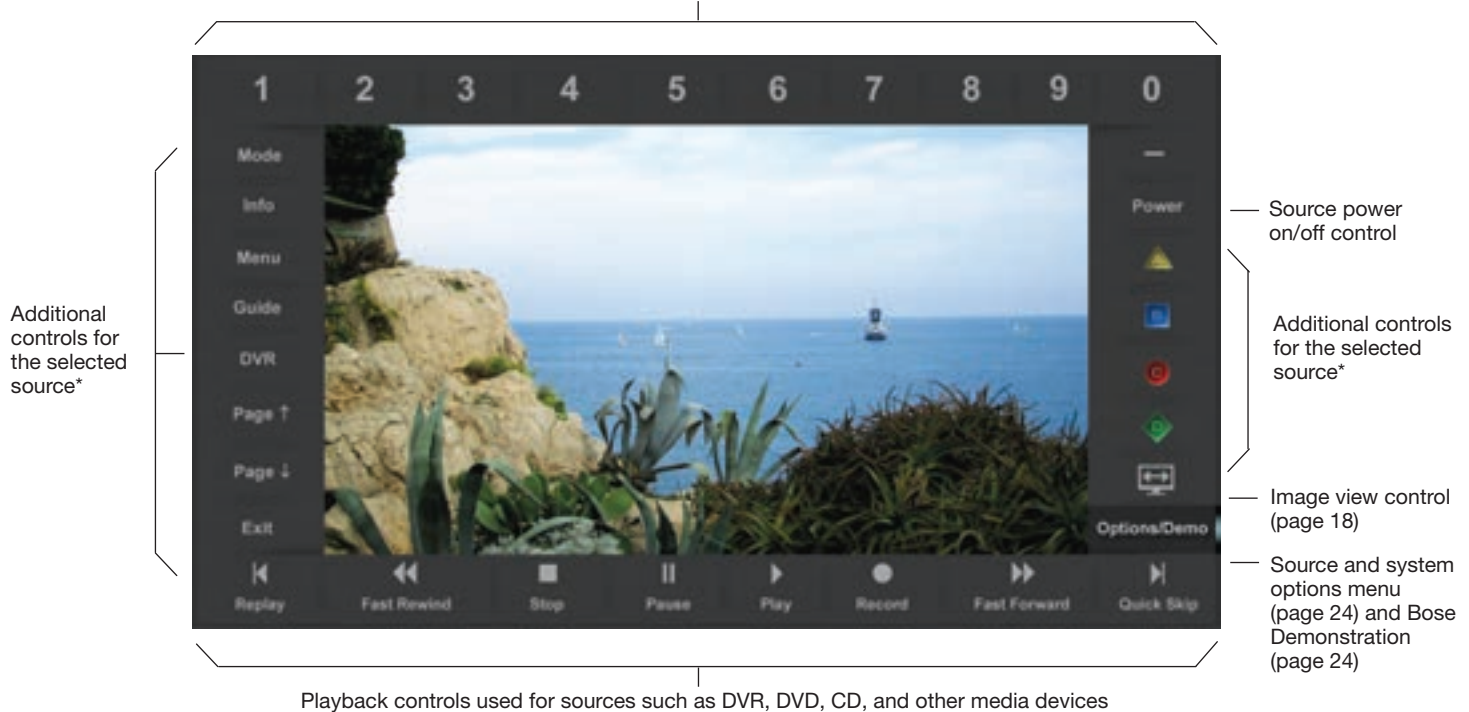 1 2 3 4 5 6 7 8 9 0
Mode
Info
Menu
Guide
DVR
Page ↑
Page ↓
Exit
–
Power
B
C
D
Options/Demo
Replay
Fast Rewind
Stop
Pause
Play
Record
Fast Forward
Quick Skip
Additional
controls for
the selected
source*
Source power
on/off control
Additional controls
for the selected
source*
Image view control
(page 18)
Source and system
options menu
(page 24) and Bose
Demonstration
(page 24)
Playback controls used for sources such as DVR, DVD, CD, and other media devices